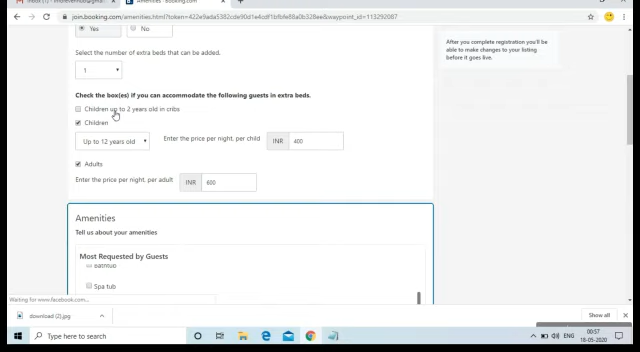 Amenities - Booking.com
join.booking.com/amenities.html?token=422e9ada5382cde90d1e4cdf1bfbfe88a0b328ae&waypoint_id=113292087
Yes No
Select the number of extra beds that can be added.
1
Check the box(es) if you can accommodate the following guests in extra beds.
Children up to 2 years old in cribs
Children
Up to 12 years old Enter the price per night, per child INR 400
Adults
Enter the price per night, per adult INR 600
Amenities
Tell us about your amenities
Most Requested by Guests
Bathtub
Spa tub
After you complete registration you'll be
able to make changes to your listing
before it goes live.
Waiting for www.facebook.com...
download (2).png Show all
Type here to search ENG 00:57
18-05-2020